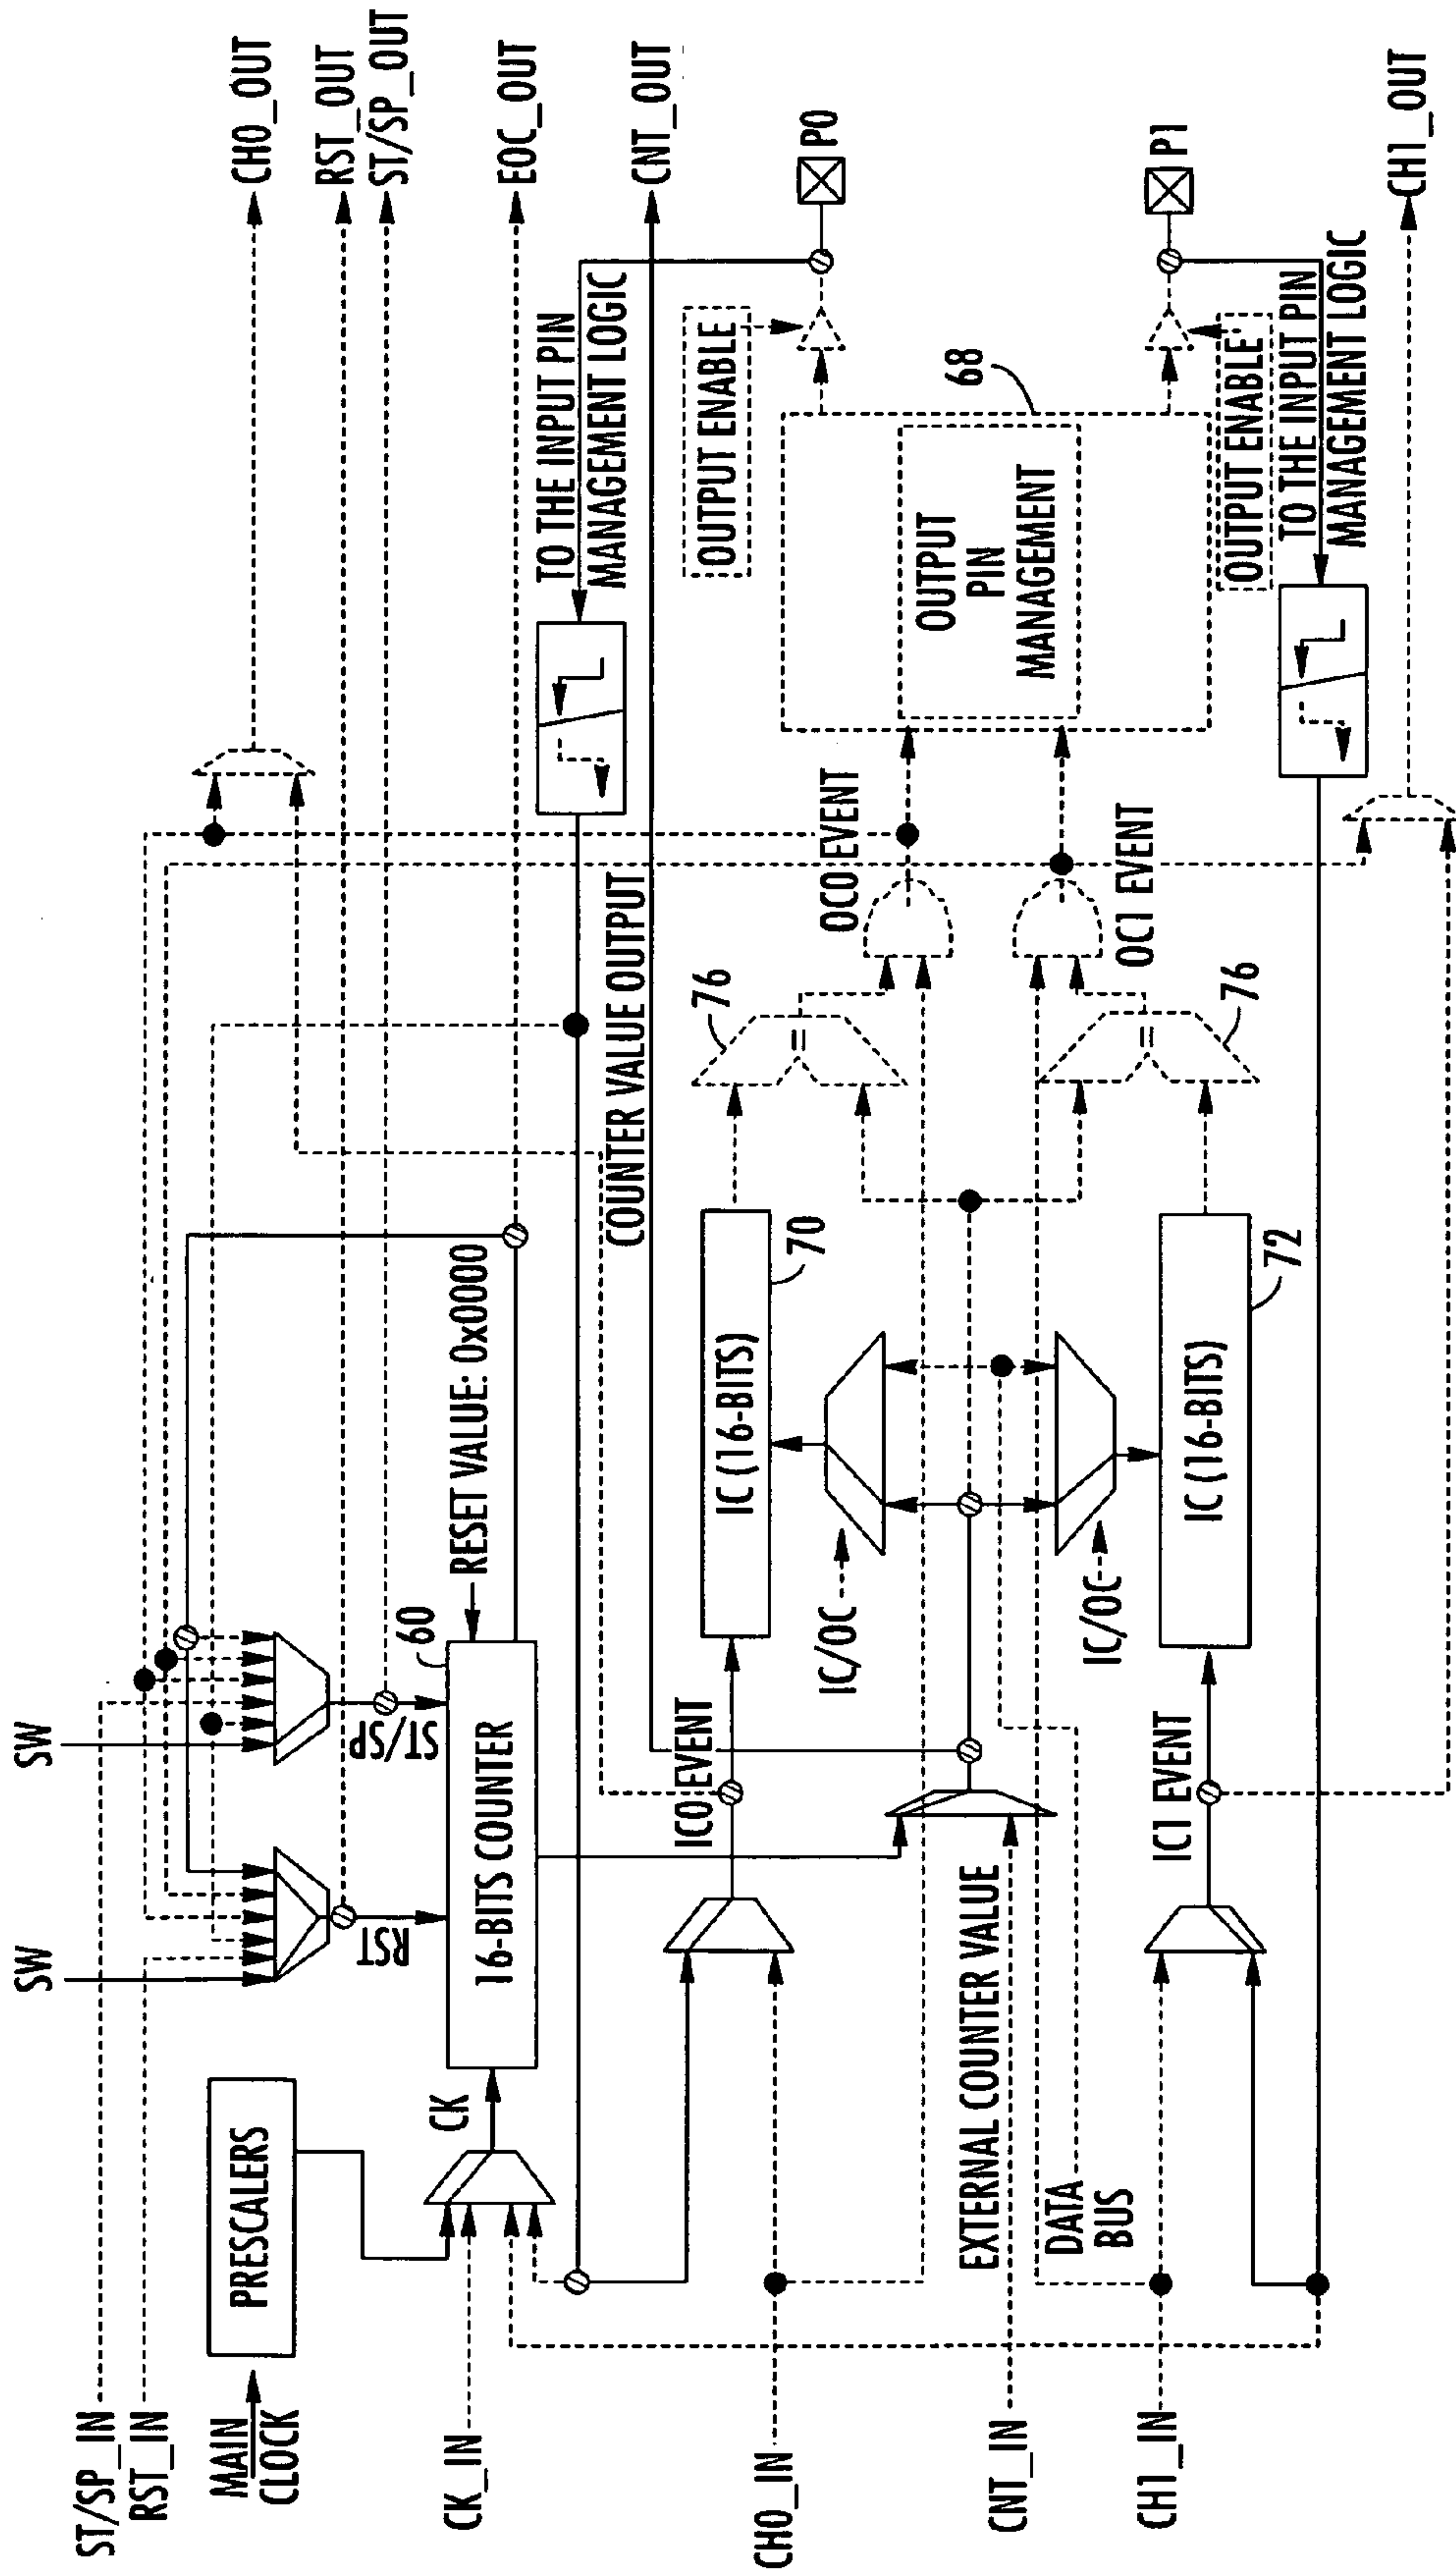 ST/SP_IN
RST_IN
MAIN
CLOCK
CK_IN
CH0_IN
CNT_IN
CH1_IN
PRESCALERS
SW
SW
CK
RST
ST/SP
16-BITS COUNTER
60
RESET VALUE: 0x0000
COUNTER VALUE OUTPUT
IC0 EVENT
IC (16-BITS)
70
IC/OC
IC/OC
EXTERNAL COUNTER VALUE
DATA
BUS
IC1 EVENT
IC (16-BITS)
72
76
76
OC0 EVENT
OC1 EVENT
OUTPUT
PIN
MANAGEMENT
68
TO THE INPUT PIN
MANAGEMENT LOGIC
OUTPUT ENABLE
OUTPUT ENABLE
TO THE INPUT PIN
MANAGEMENT LOGIC
P0
P1
CH0_OUT
RST_OUT
ST/SP_OUT
EOC_OUT
CNT_OUT
CH1_OUT